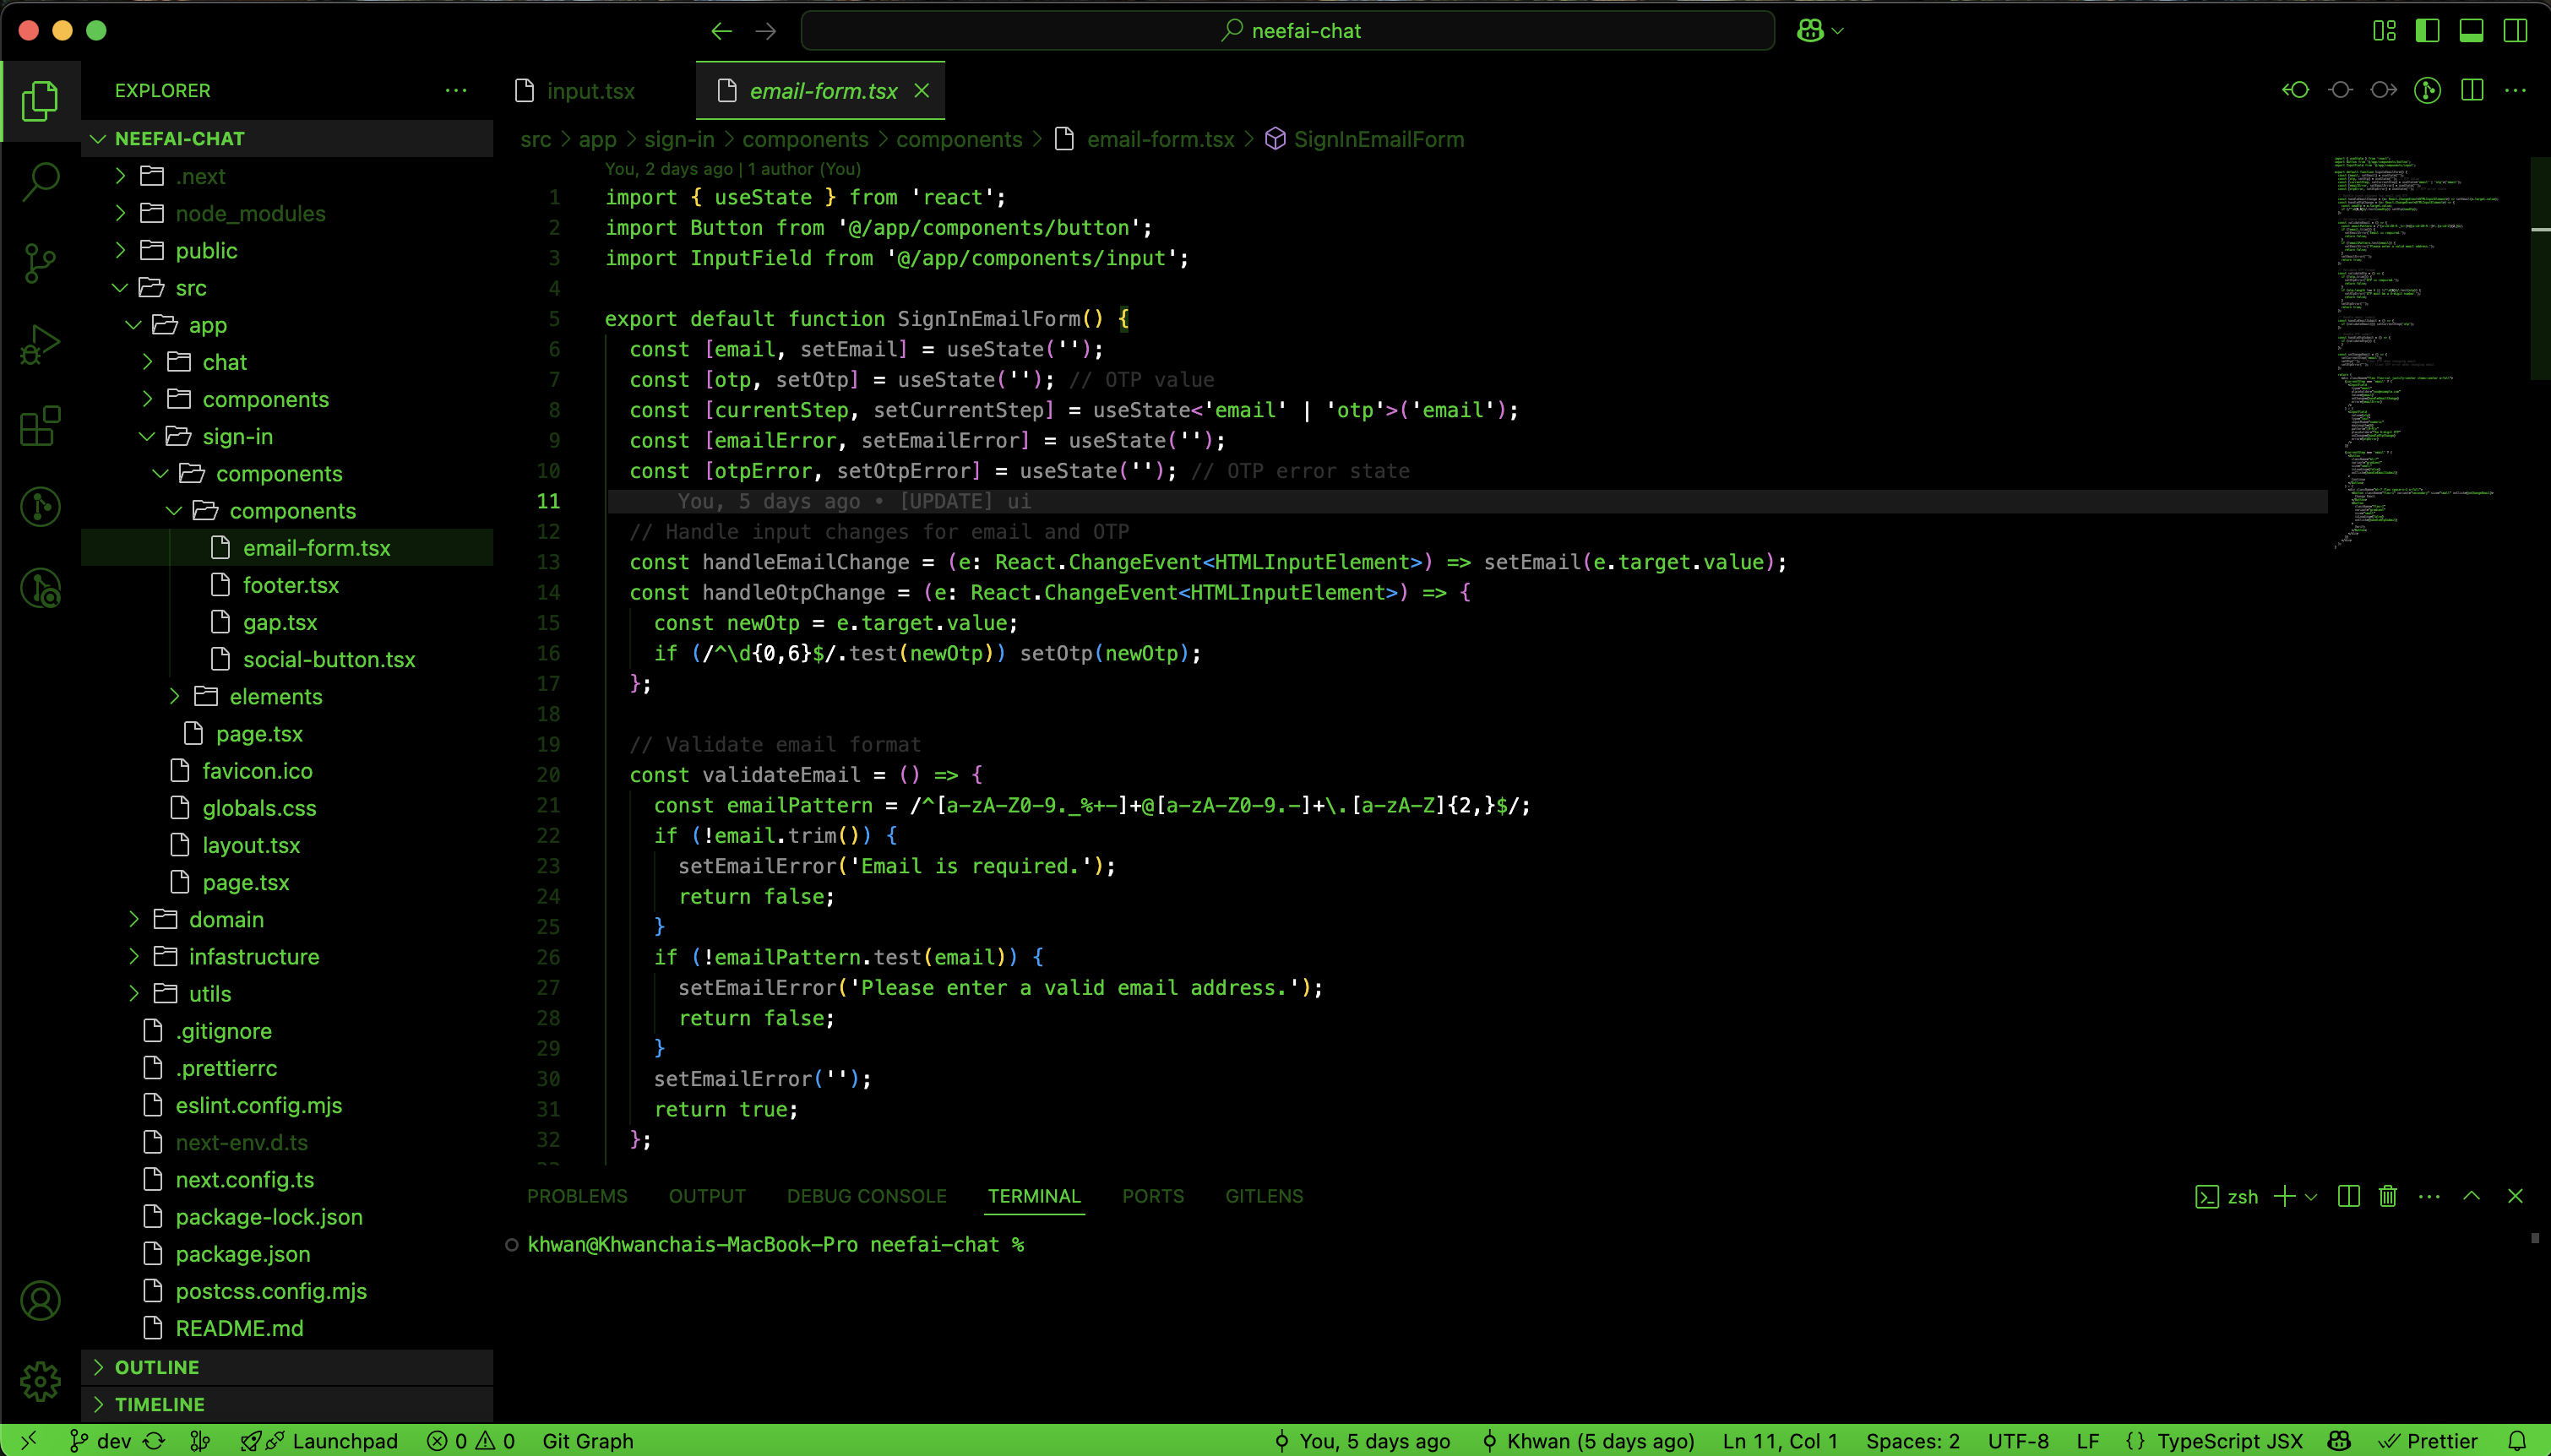 neefai-chat
EXPLORER
NEEFAI-CHAT
.next
node_modules
public
src
app
chat
components
sign-in
components
components
email-form.tsx
footer.tsx
gap.tsx
social-button.tsx
elements
page.tsx
favicon.ico
globals.css
layout.tsx
page.tsx
domain
infastructure
utils
.gitignore
.prettierrc
eslint.config.mjs
next-env.d.ts
next.config.ts
package-lock.json
package.json
postcss.config.mjs
README.md
OUTLINE
TIMELINE
input.tsx
email-form.tsx
src > app > sign-in > components > components > email-form.tsx > SignInEmailForm
You, 2 days ago | 1 author (You)
1 import { useState } from 'react';
2 import Button from '@/app/components/button';
3 import InputField from '@/app/components/input';
4
5 export default function SignInEmailForm() {
6 const [email, setEmail] = useState('');
7 const [otp, setOtp] = useState(''); // OTP value
8 const [currentStep, setCurrentStep] = useState<'email' | 'otp'>('email');
9 const [emailError, setEmailError] = useState('');
10 const [otpError, setOtpError] = useState(''); // OTP error state
11 You, 5 days ago • [UPDATE] ui
12 // Handle input changes for email and OTP
13 const handleEmailChange = (e: React.ChangeEvent<HTMLInputElement>) => setEmail(e.target.value);
14 const handleOtpChange = (e: React.ChangeEvent<HTMLInputElement>) => {
15 const newOtp = e.target.value;
16 if (/^\d{0,6}$/.test(newOtp)) setOtp(newOtp);
17 };
18
19 // Validate email format
20 const validateEmail = () => {
21 const emailPattern = /^[a-zA-Z0-9._%+-]+@[a-zA-Z0-9.-]+\.[a-zA-Z]{2,}$/;
22 if (!email.trim()) {
23 setEmailError('Email is required.');
24 return false;
25 }
26 if (!emailPattern.test(email)) {
27 setEmailError('Please enter a valid email address.');
28 return false;
29 }
30 setEmailError('');
31 return true;
32 };
PROBLEMS OUTPUT DEBUG CONSOLE TERMINAL PORTS GITLENS
zsh
khwan@Khwanchais-MacBook-Pro neefai-chat %
dev Launchpad 0 0 Git Graph You, 5 days ago Khwan (5 days ago) Ln 11, Col 1 Spaces: 2 UTF-8 LF {} TypeScript JSX Prettier